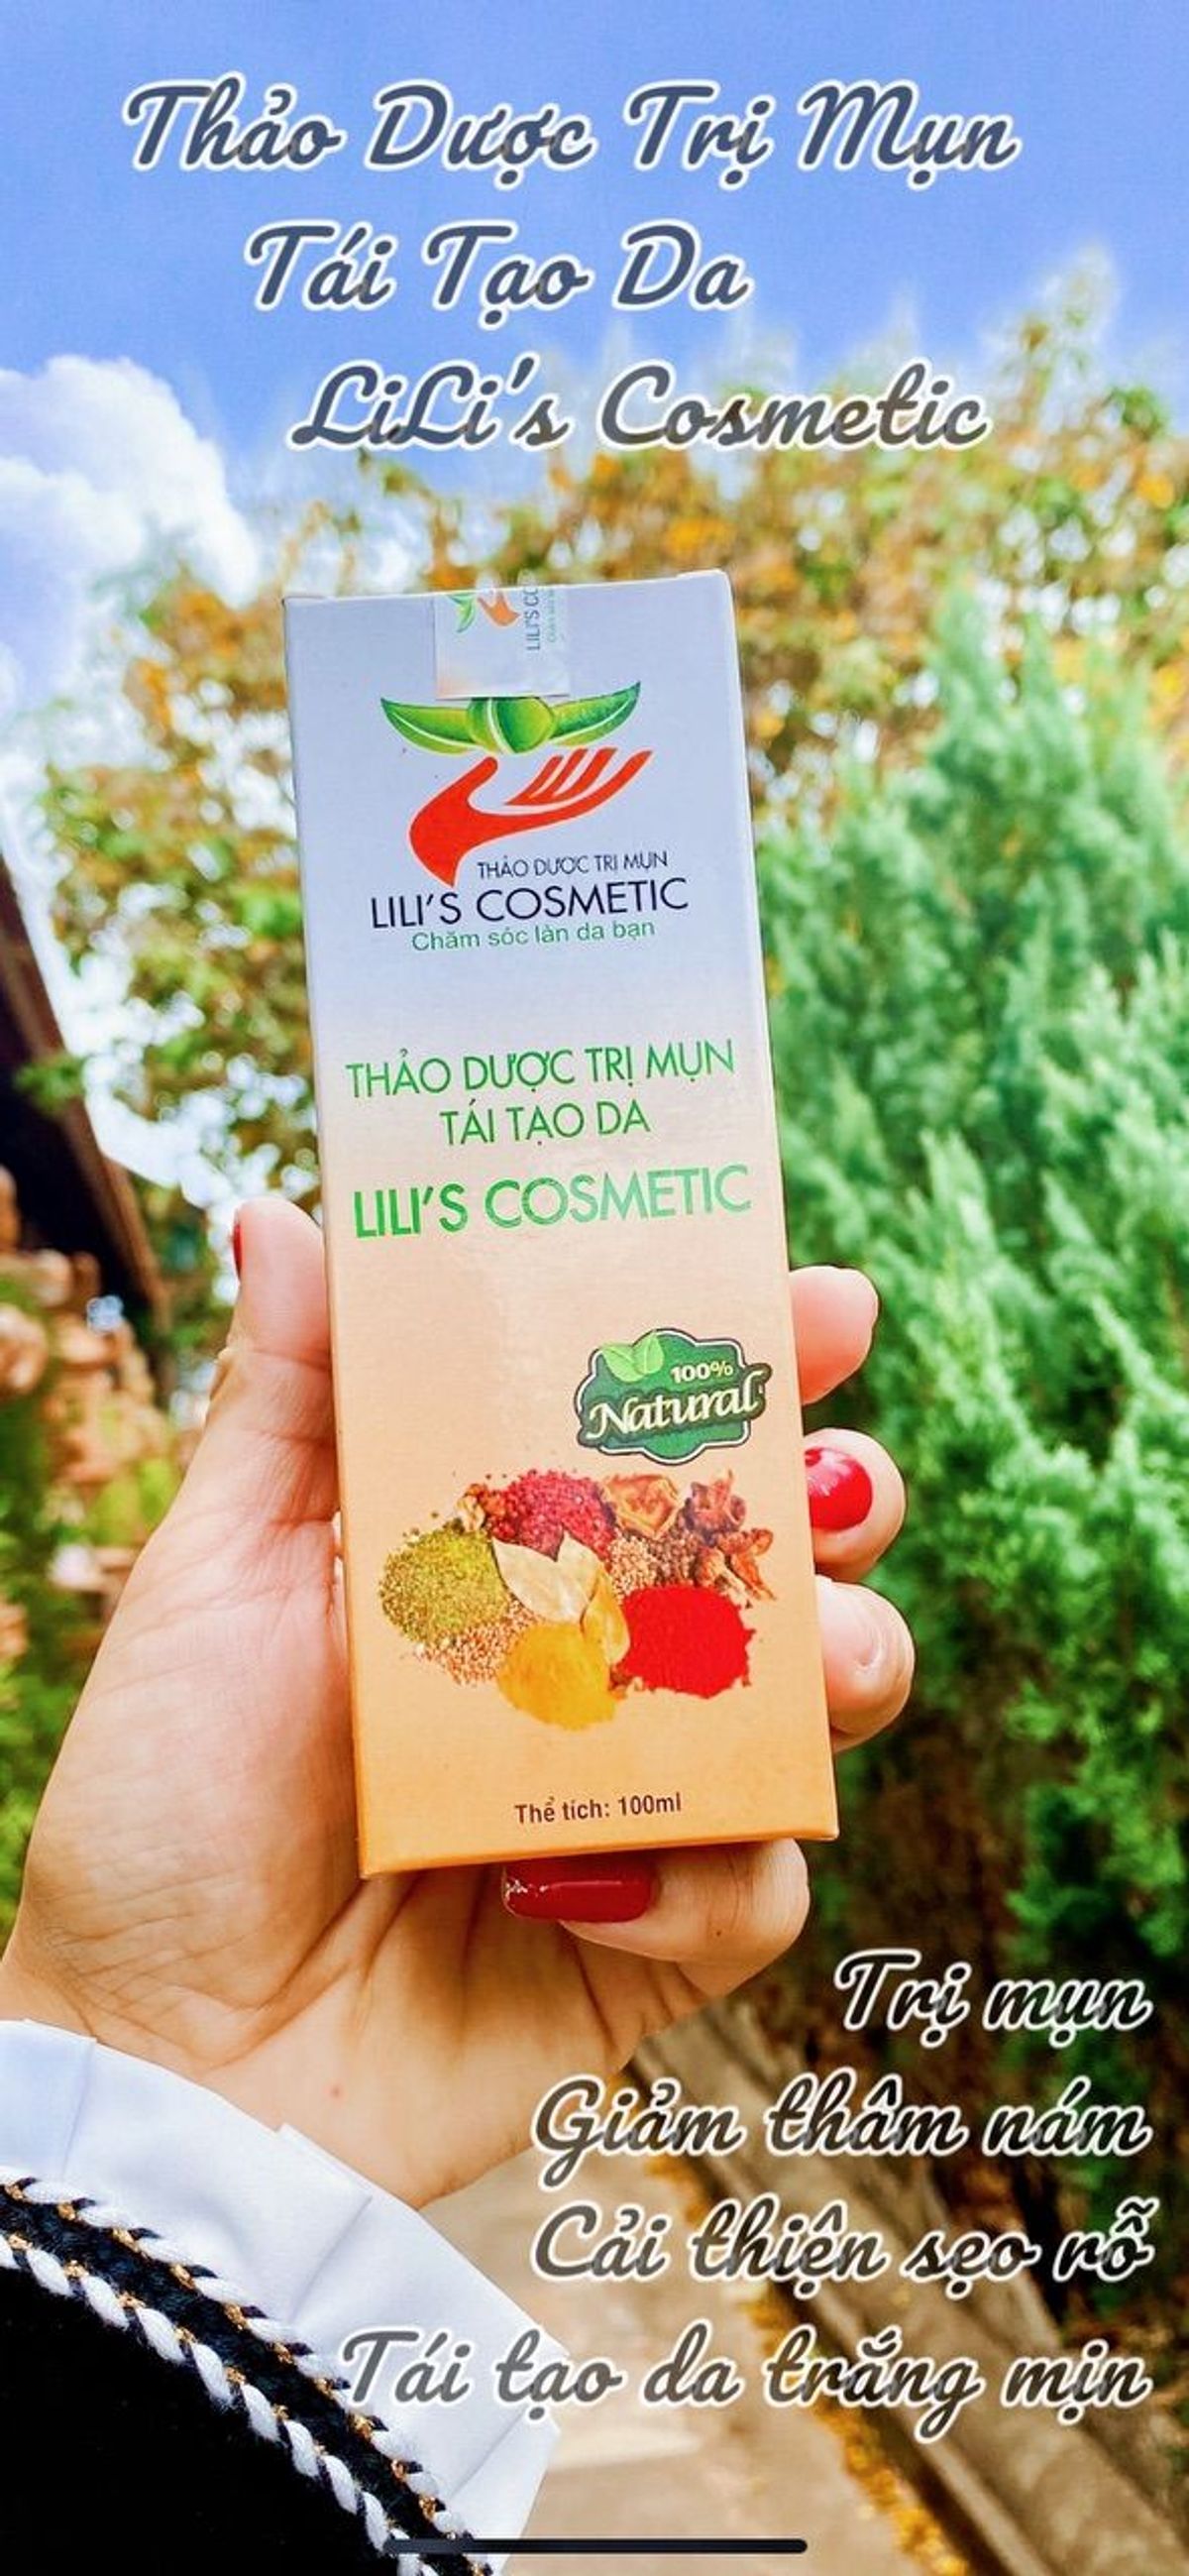 Thảo Dược Trị Mụn
Tái Tạo Da
LiLi's Cosmetic
LILI'S CO
THẢO DƯỢC TRỊ MỤN
LILI'S COSMETIC
Chăm sóc làn da bạn
THẢO DƯỢC TRỊ MỤN
TÁI TẠO DA
LILI'S COSMETIC
100%
Natural
Thể tích: 100ml
Trị mụn
Giảm thâm nám
Cải thiện sẹo rỗ
Tái tạo da trắng mịn